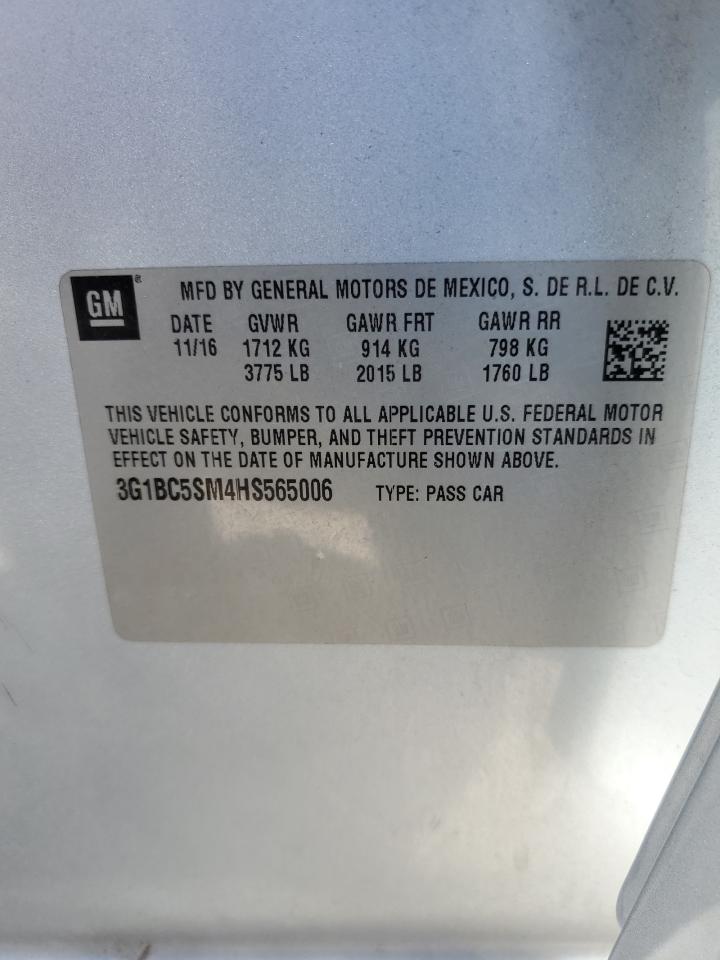 GM®
MFD BY GENERAL MOTORS DE MEXICO, S. DE R.L. DE C.V.
DATE GVWR GAWR FRT GAWR RR
11/16 1712 KG 914 KG 798 KG
3775 LB 2015 LB 1760 LB
THIS VEHICLE CONFORMS TO ALL APPLICABLE U.S. FEDERAL MOTOR
VEHICLE SAFETY, BUMPER, AND THEFT PREVENTION STANDARDS IN
EFFECT ON THE DATE OF MANUFACTURE SHOWN ABOVE.
3G1BC5SM4HS565006 TYPE: PASS CAR